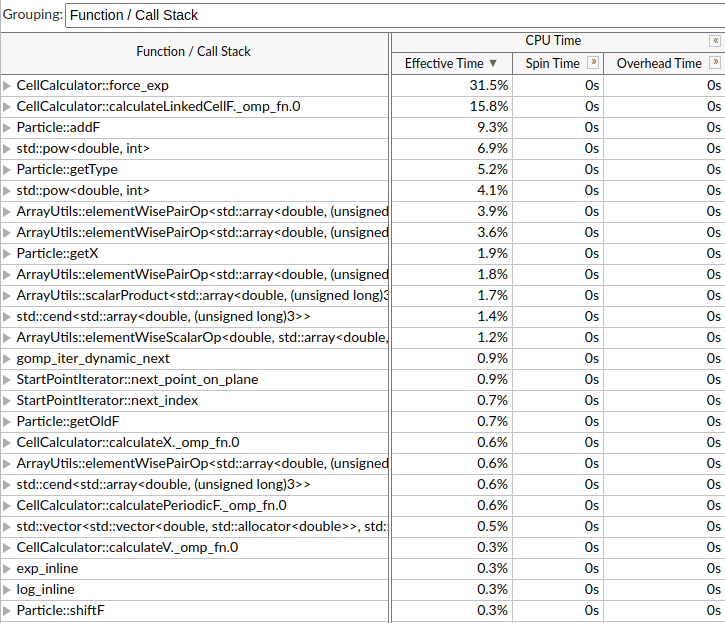 Grouping: Function / Call Stack
Function / Call Stack
CPU Time «
Effective Time ▼ Spin Time » Overhead Time »
CellCalculator::force_exp 31.5% 0s 0s
CellCalculator::calculateLinkedCellF._omp_fn.0 15.8% 0s 0s
Particle::addF 9.3% 0s 0s
std::pow<double, int> 6.9% 0s 0s
Particle::getType 5.2% 0s 0s
std::pow<double, int> 4.1% 0s 0s
ArrayUtils::elementWisePairOp<std::array<double, (unsigned 3.9% 0s 0s
ArrayUtils::elementWisePairOp<std::array<double, (unsigned 3.6% 0s 0s
Particle::getX 1.9% 0s 0s
ArrayUtils::elementWisePairOp<std::array<double, (unsigned 1.8% 0s 0s
ArrayUtils::scalarProduct<std::array<double, (unsigned long)3 1.7% 0s 0s
std::cend<std::array<double, (unsigned long)3>> 1.4% 0s 0s
ArrayUtils::elementWiseScalarOp<double, std::array<double, 1.2% 0s 0s
gomp_iter_dynamic_next 0.9% 0s 0s
StartPointIterator::next_point_on_plane 0.9% 0s 0s
StartPointIterator::next_index 0.7% 0s 0s
Particle::getOldF 0.7% 0s 0s
CellCalculator::calculateX._omp_fn.0 0.6% 0s 0s
ArrayUtils::elementWisePairOp<std::array<double, (unsigned 0.6% 0s 0s
std::cend<std::array<double, (unsigned long)3>> 0.6% 0s 0s
CellCalculator::calculatePeriodicF._omp_fn.0 0.6% 0s 0s
std::vector<std::vector<double, std::allocator<double>>, std:: 0.5% 0s 0s
CellCalculator::calculateV._omp_fn.0 0.3% 0s 0s
exp_inline 0.3% 0s 0s
log_inline 0.3% 0s 0s
Particle::shiftF 0.3% 0s 0s